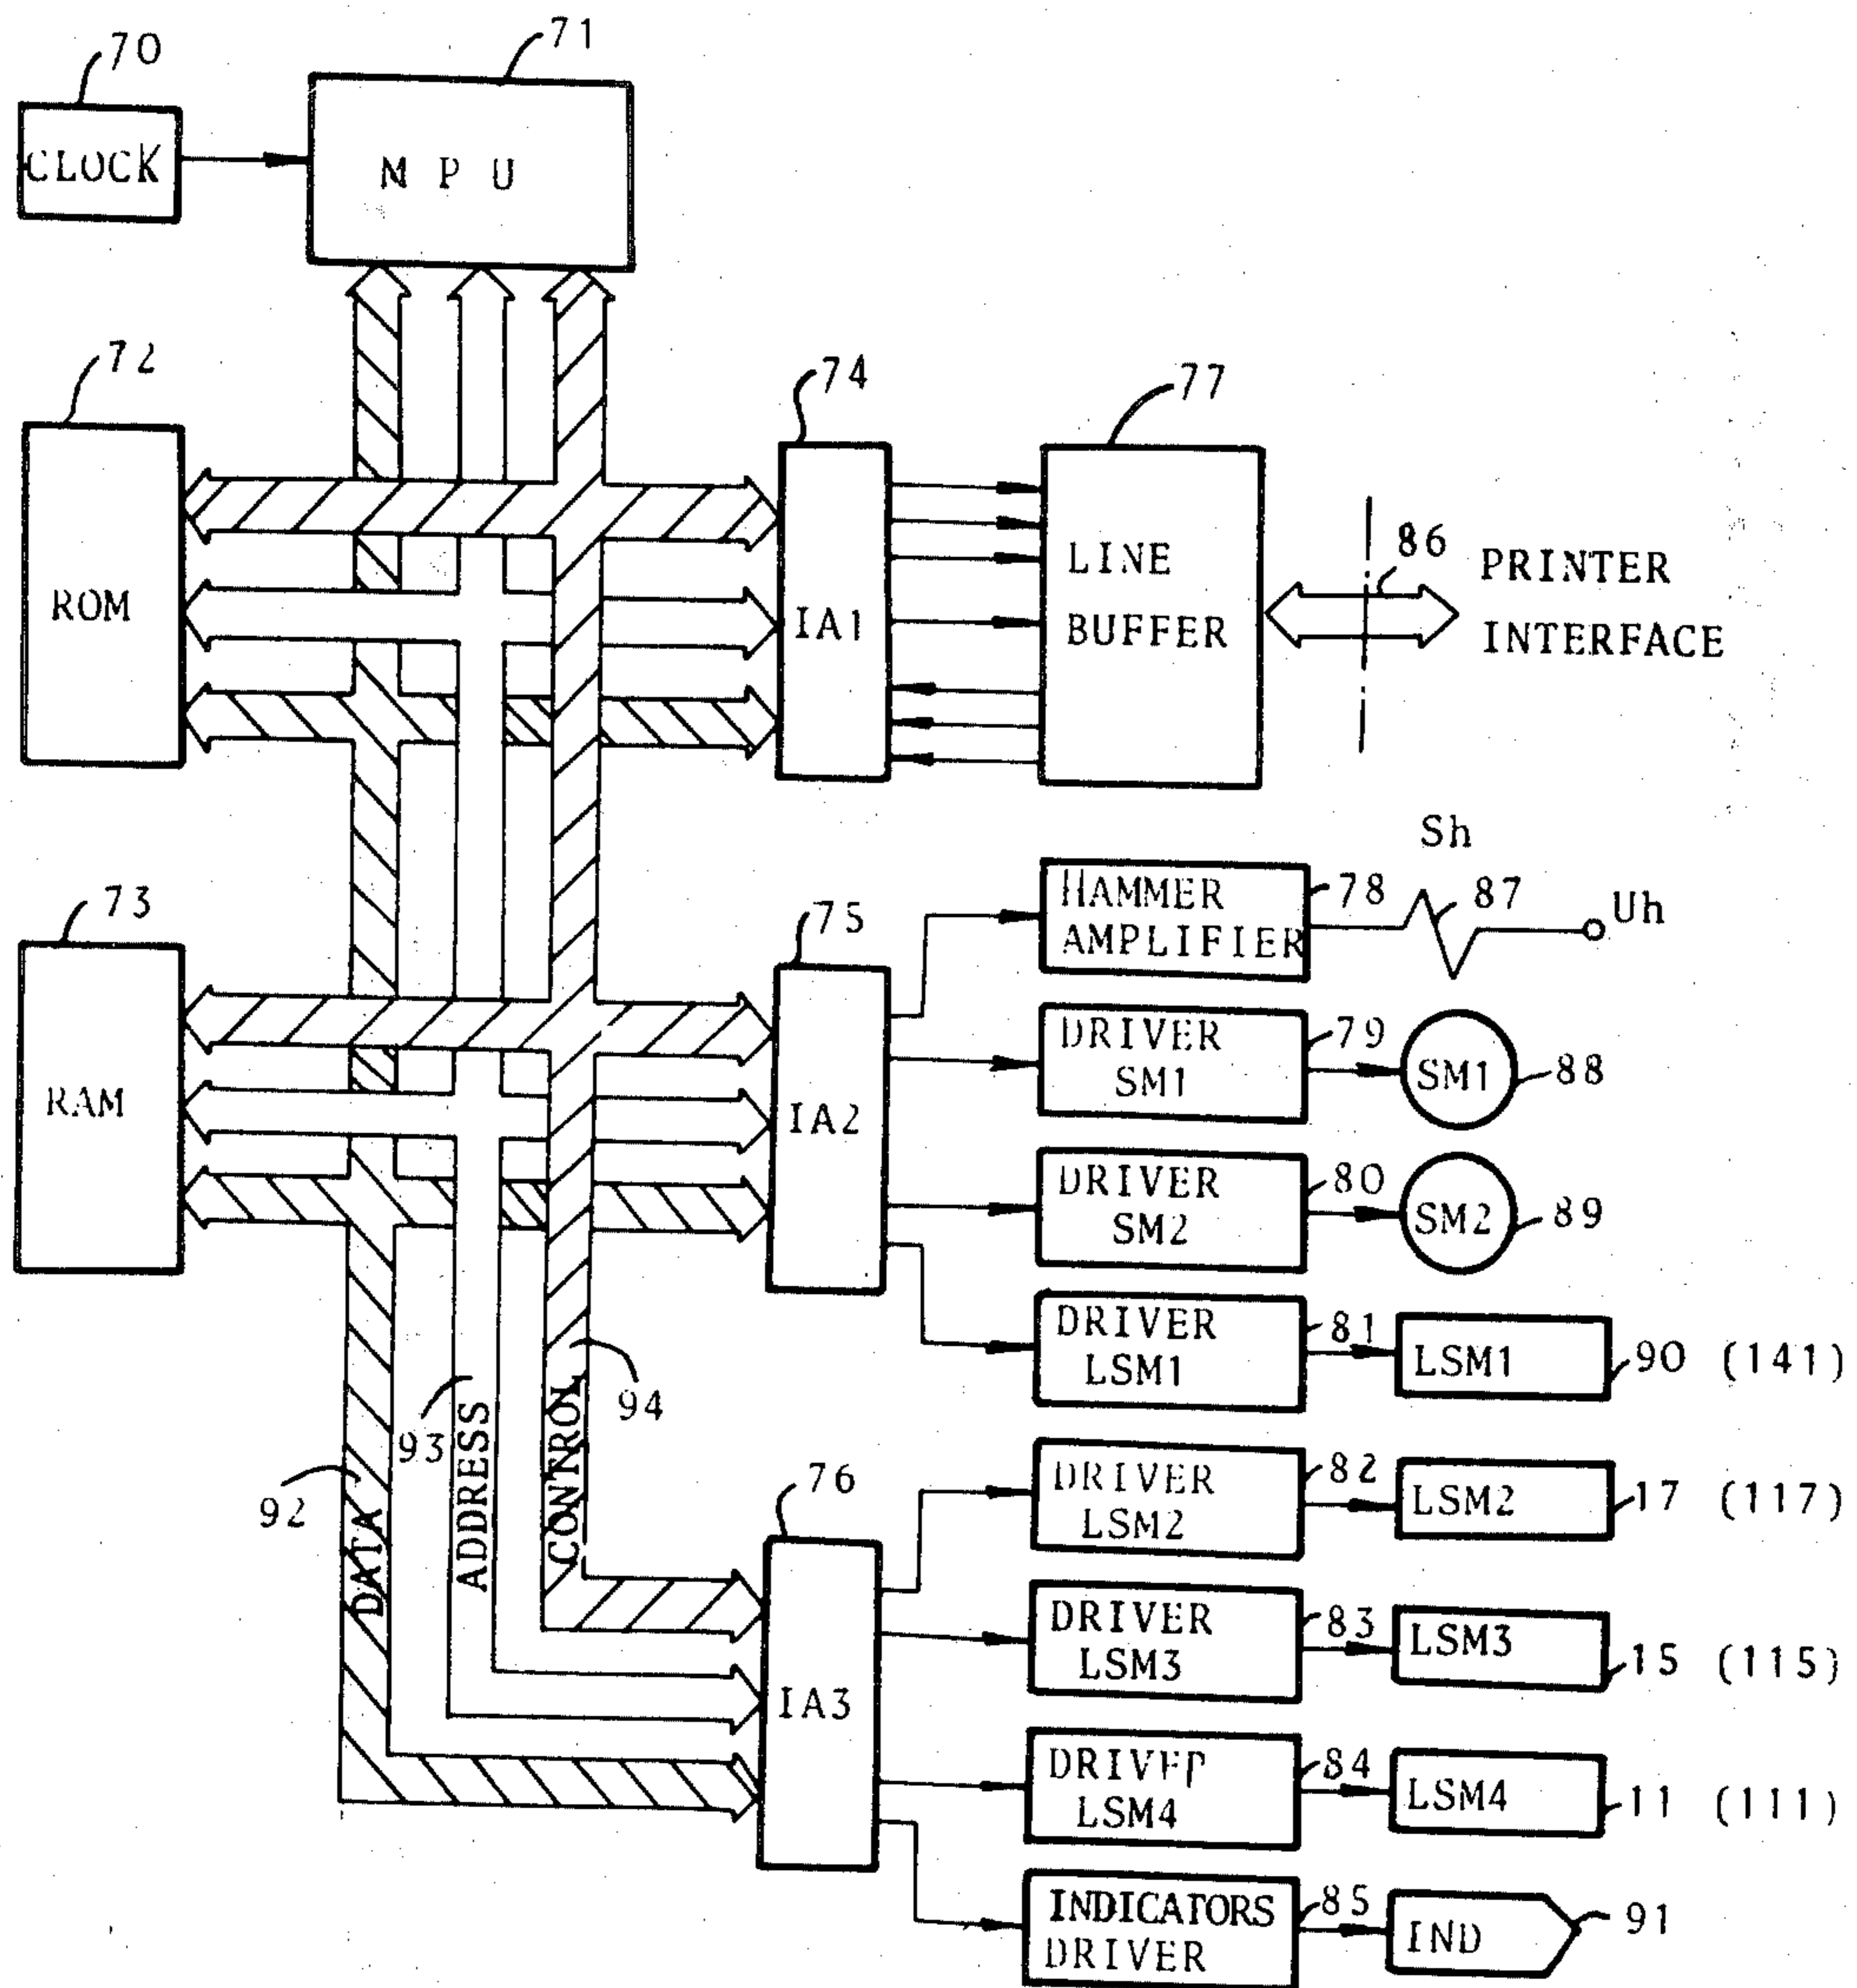 70
71
CLOCK
M P U
72
74
77
ROM
IA1
LINE
BUFFER
86
PRINTER
INTERFACE
73
75
Sh
HAMMER
AMPLIFIER
78
87
Uh
RAM
IA2
DRIVER
SM1
79
SM1
88
DRIVER
SM2
80
SM2
89
DRIVER
LSM1
81
LSM1
90 (141)
92
93
94
DATA
ADDRESS
CONTROL
76
DRIVER
LSM2
82
LSM2
17 (117)
IA3
DRIVER
LSM3
83
LSM3
15 (115)
DRIVER
LSM4
84
LSM4
11 (111)
INDICATORS
DRIVER
85
IND
91